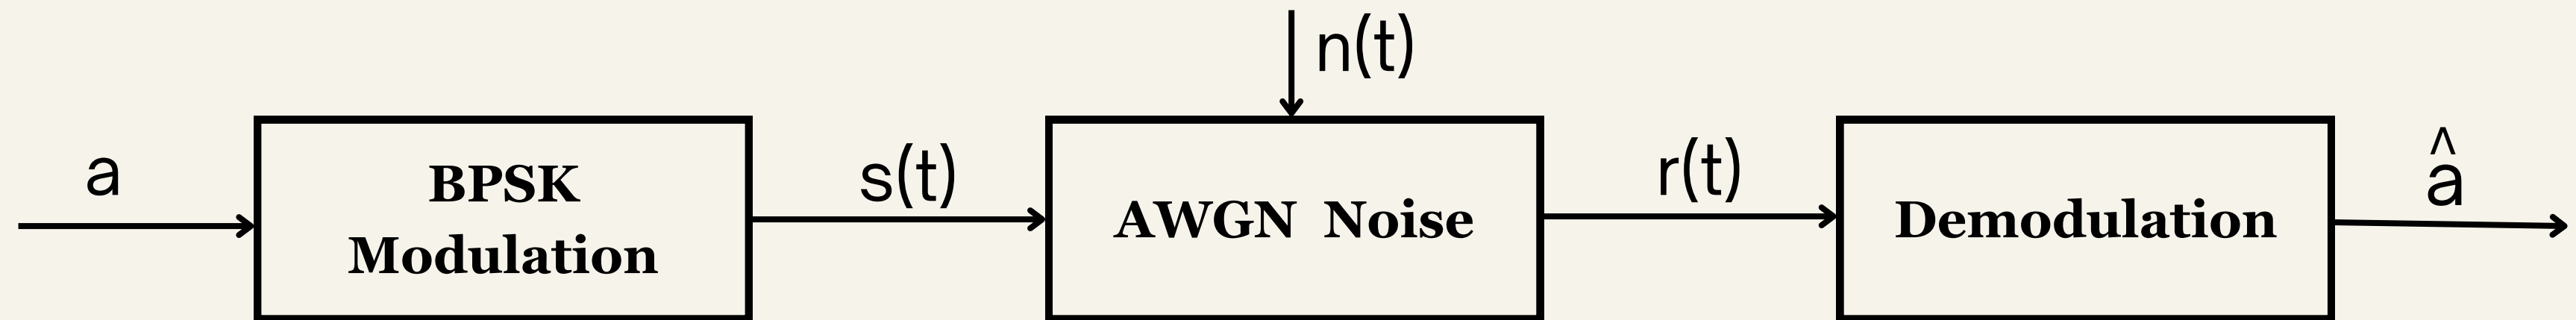 n(t)
a
BPSK
Modulation
s(t)
AWGN Noise
r(t)
Demodulation
^
a